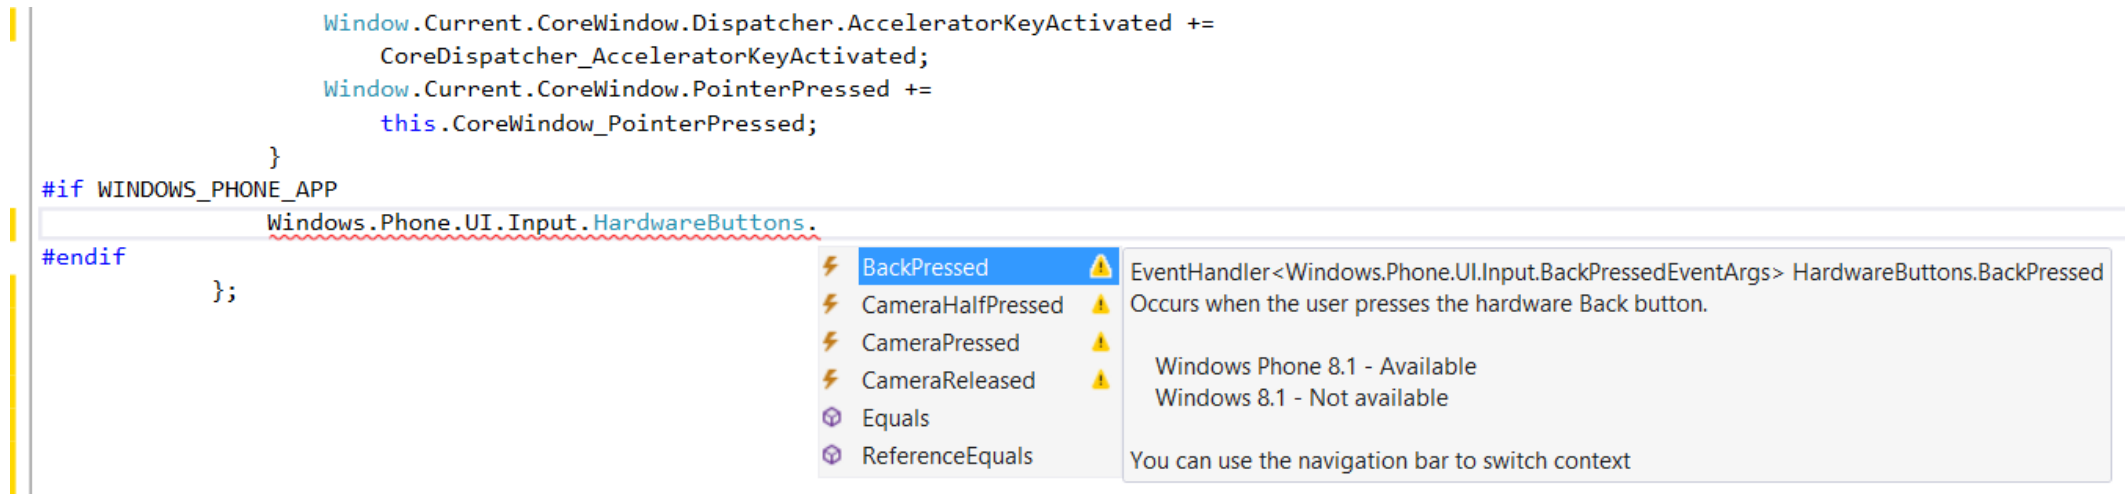 Window.Current.CoreWindow.Dispatcher.AcceleratorKeyActivated +=
CoreDispatcher_AcceleratorKeyActivated;
Window.Current.CoreWindow.PointerPressed +=
this.CoreWindow_PointerPressed;
}
#if WINDOWS_PHONE_APP
Windows.Phone.UI.Input.HardwareButtons.
#endif
};
BackPressed
CameraHalfPressed
CameraPressed
CameraReleased
Equals
ReferenceEquals
EventHandler<Windows.Phone.UI.Input.BackPressedEventArgs> HardwareButtons.BackPressed
Occurs when the user presses the hardware Back button.
Windows Phone 8.1 - Available
Windows 8.1 - Not available
You can use the navigation bar to switch context